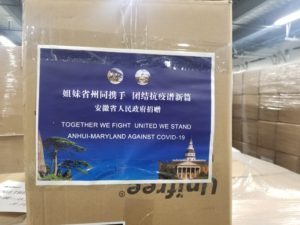 姐妹省州同携手 团结抗疫谱新篇
安徽省人民政府捐赠
TOGETHER WE FIGHT UNITED WE STAND
ANHUI-MARYLAND AGAINST COVID-19
Unifree